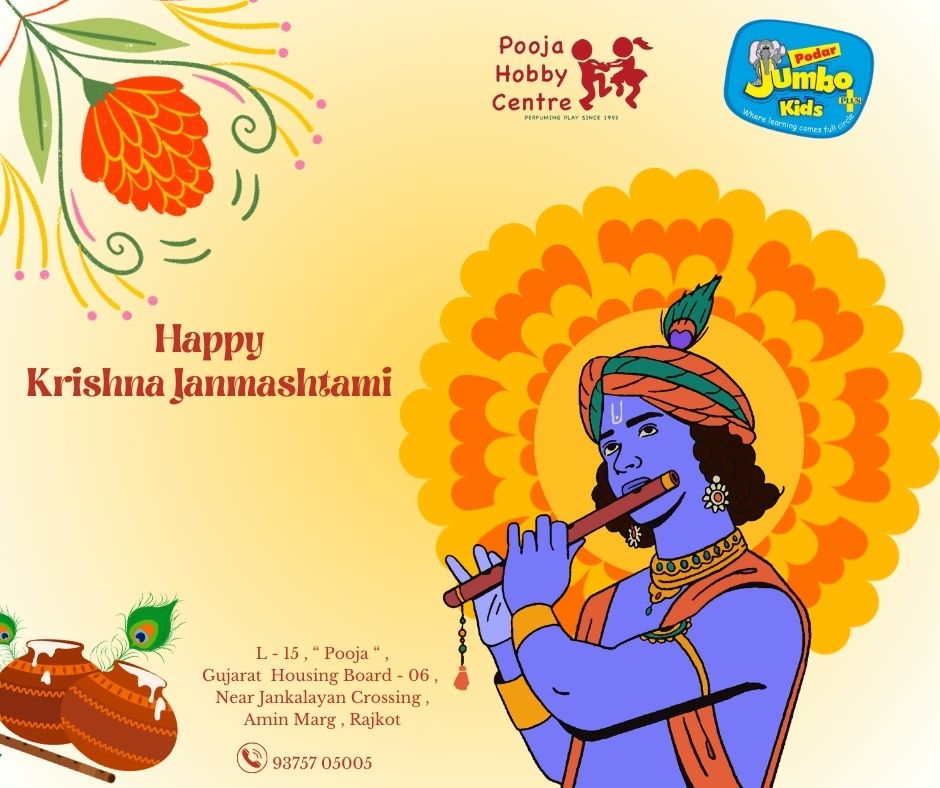 Pooja
Hobby
Centre
PERFUMING PLAY SINCE 1993
Podar
Jumbo
Kids
PLUS
Where learning comes full circle
Happy
Krishna Janmashtami
L - 15 , “ Pooja “ ,
Gujarat Housing Board - 06 ,
Near Jankalayan Crossing ,
Amin Marg , Rajkot
93757 05005